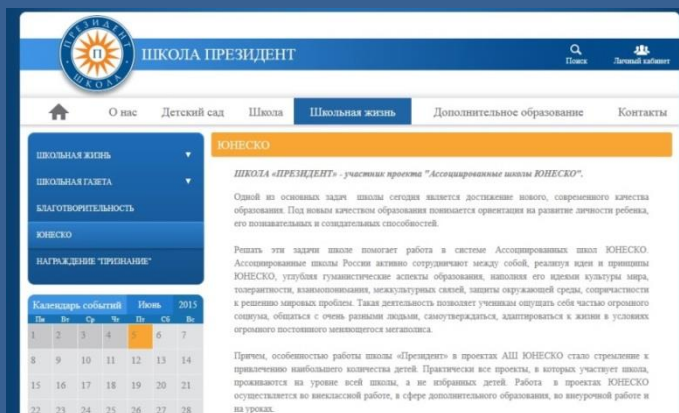 ПРЕЗИДЕНТ
П
ШКОЛА
ШКОЛА ПРЕЗИДЕНТ
Поиск
Личный кабинет
О нас Детский сад Школа Школьная жизнь Дополнительное образование Контакты
ШКОЛЬНАЯ ЖИЗНЬ
ШКОЛЬНАЯ ГАЗЕТА
БЛАГОТВОРИТЕЛЬНОСТЬ
ЮНЕСКО
НАГРАЖДЕНИЕ "ПРИЗНАНИЕ"
Календарь событий Июнь 2015
Пн Вт Ср Чт Пт Сб Вс
1 2 3 4 5 6 7
8 9 10 11 12 13 14
15 16 17 18 19 20 21
22 23 24 25 26 27 28
ЮНЕСКО
ШКОЛА «ПРЕЗИДЕНТ» - участник проекта "Ассоциированные школы ЮНЕСКО".
Одной из основных задач школы сегодня является достижение нового, современного качества
образования. Под новым качеством образования понимается ориентация на развитие личности ребенка,
его познавательных и созидательных способностей.
Решать эти задачи школе помогает работа в системе Ассоциированных школ ЮНЕСКО.
Ассоциированные школы России активно сотрудничают между собой, реализуя идеи и принципы
ЮНЕСКО, углубляя гуманистические аспекты образования, наполняя его идеями культуры мира,
толерантности, взаимопонимания, межкультурных связей, защиты окружающей среды, сопричастности
к решению мировых проблем. Такая деятельность позволяет ученикам ощущать себя частью огромного
социума, общаться с очень разными людьми, самоутверждаться, адаптироваться к жизни в условиях
огромного постоянного меняющегося мегаполиса.
Причем, особенностью работы школы «Президент» в проектах АШ ЮНЕСКО стало стремление к
привлечению наибольшего количества детей. Практически все проекты, в которых участвует школа,
проживаются на уровне всей школы, а не избранных детей. Работа в проектах ЮНЕСКО
осуществляется во внеклассной работе, в сфере дополнительного образования, во внеурочной работе и
на уроках.